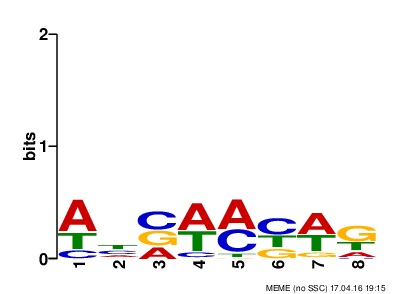 2
bits
1
0
A T C
T C A
C G A
A T C
A C T
C T G
A T G
G T A
1 2 3 4 5 6 7 8
MEME (no SSC) 17.04.16 19:15